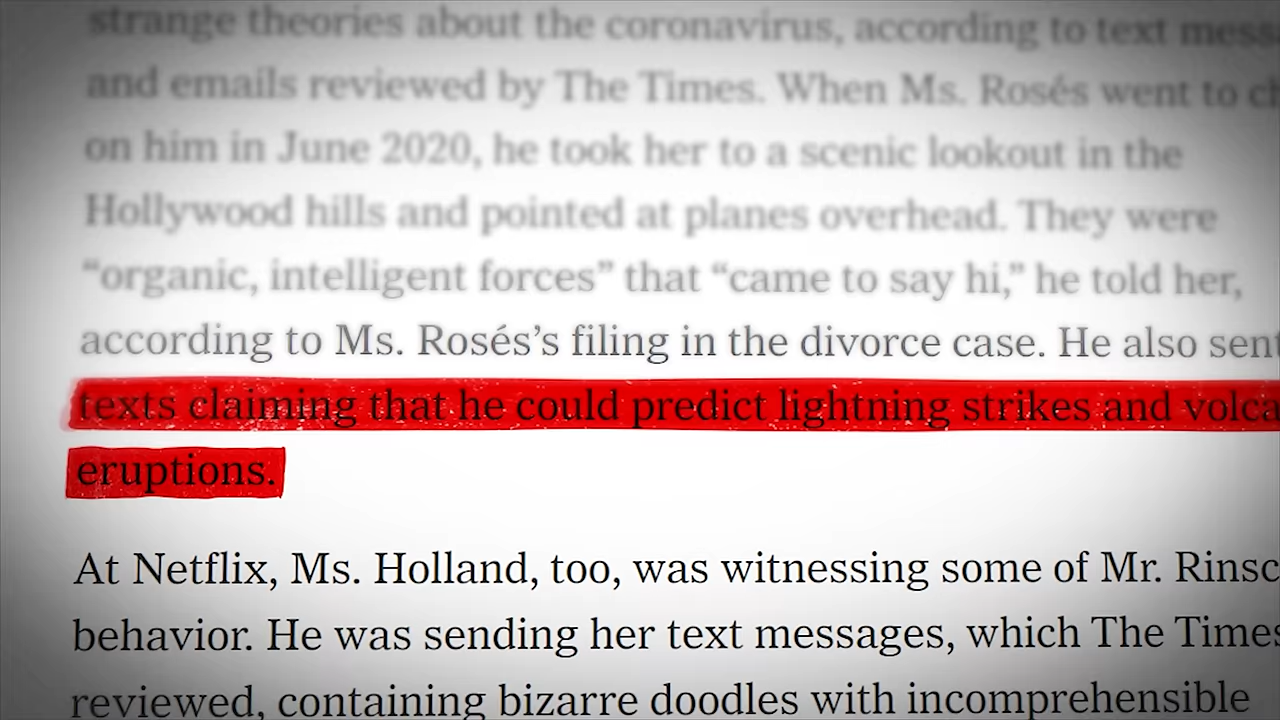 strange theories about the coronavirus, according to text
and emails reviewed by The Times. When Ms. Rosés went to
on him in June 2020, he took her to a scenic lookout in the
Hollywood hills and pointed at planes overhead. They were
“organic, intelligent forces” that “came to say hi,” he told her,
according to Ms. Rosés’s filing in the divorce case. He also sent
texts claiming that he could predict lightning strikes and
eruptions.
At Netflix, Ms. Holland, too, was witnessing some of Mr.
behavior. He was sending her text messages, which The Times
reviewed, containing bizarre doodles with incomprehensible